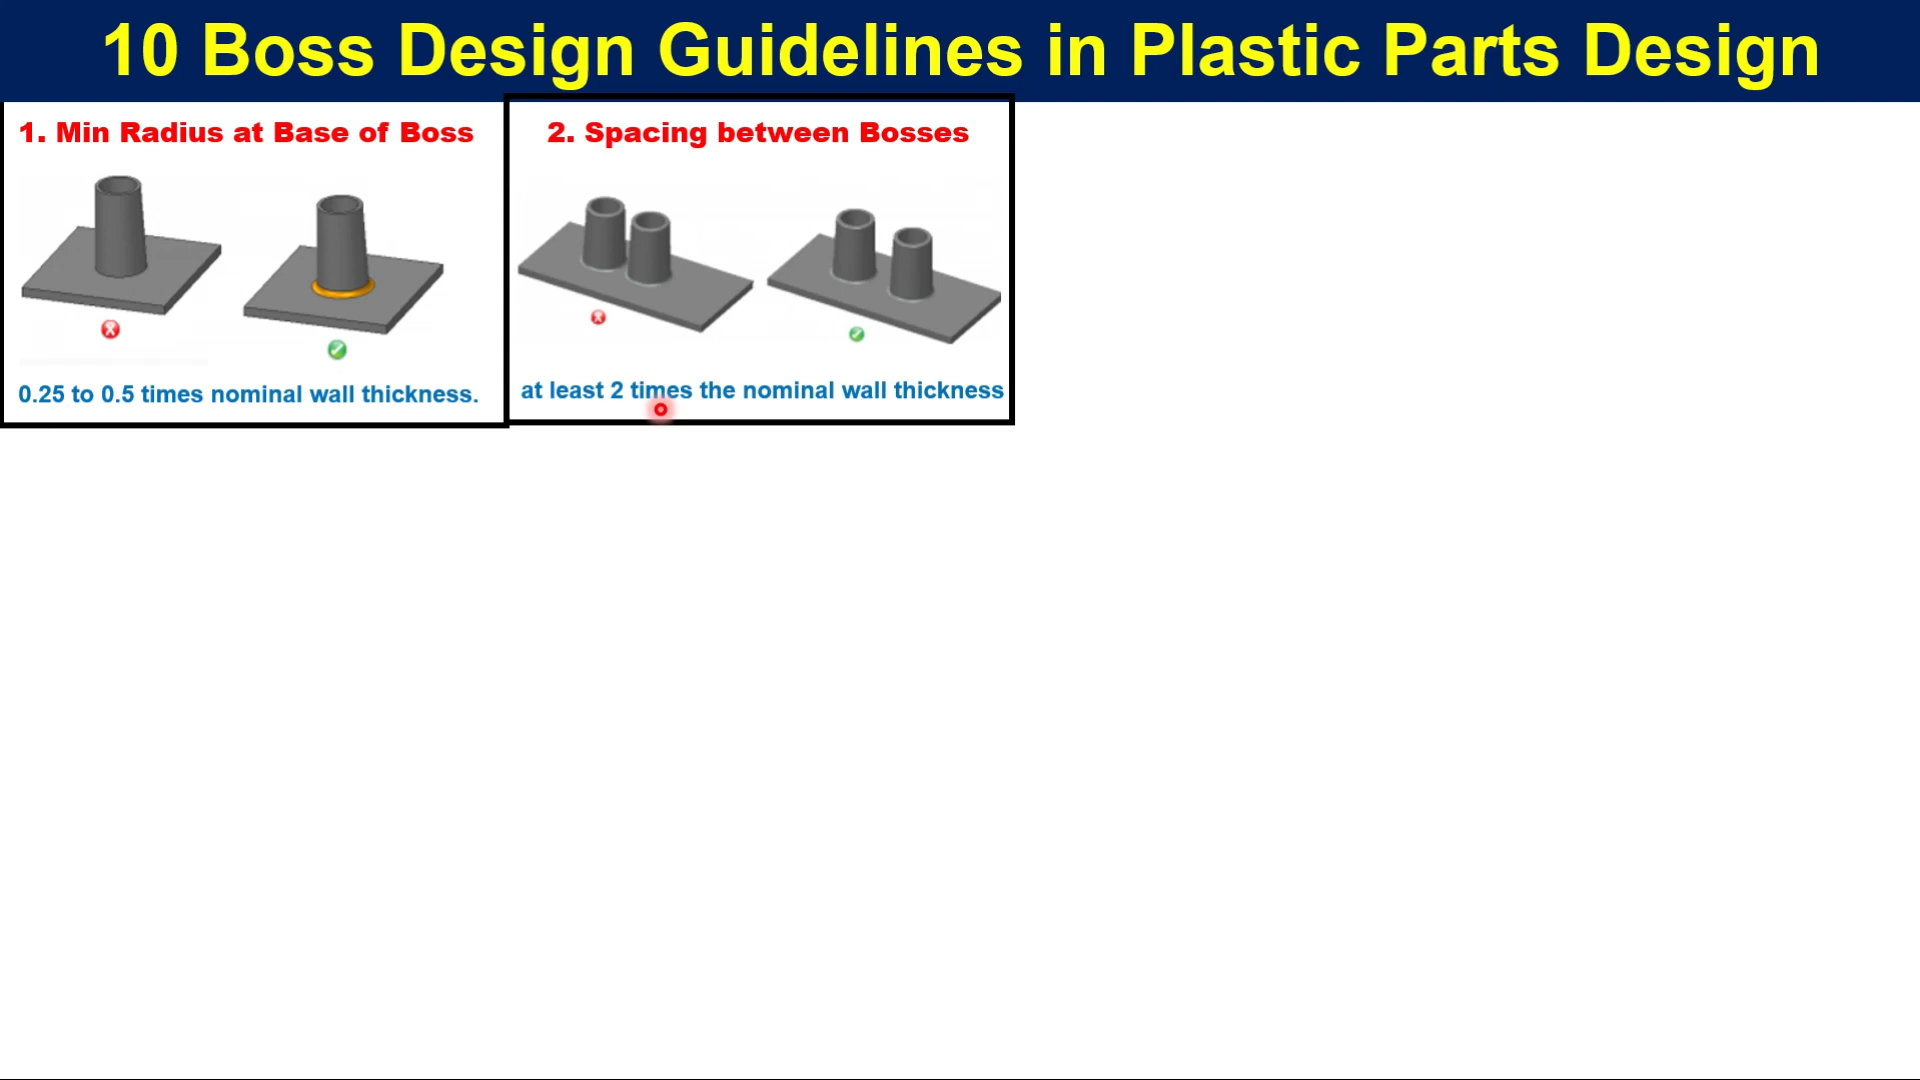 10 Boss Design Guidelines in Plastic Parts Design
1. Min Radius at Base of Boss
0.25 to 0.5 times nominal wall thickness.
2. Spacing between Bosses
at least 2 times the nominal wall thickness